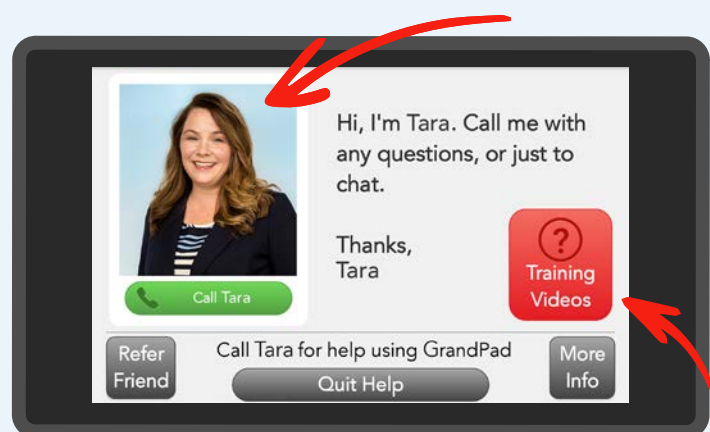 Hi, I'm Tara. Call me with
any questions, or just to
chat.
Thanks,
Tara
Call Tara
?
Training
Videos
Refer
Friend
Call Tara for help using GrandPad
Quit Help
More
Info